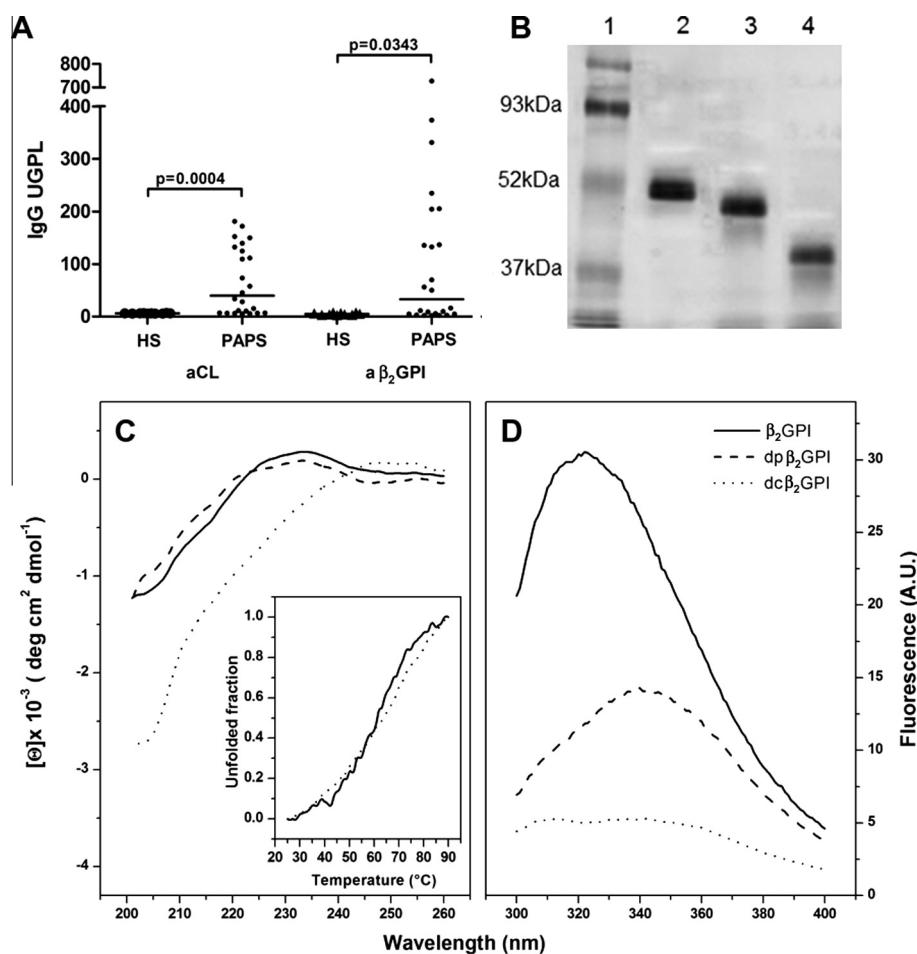 A
IgG UGPL
800
700
400
300
200
100
0
p=0.0004
p=0.0343
HS
PAPS
HS
PAPS
aCL
a β₂GPI
B
1 2 3 4
93kDa
52kDa
37kDa
C
[Θ]x 10⁻³ ( deg cm² dmol⁻¹)
0
-1
-2
-3
-4
200 210 220 230 240 250 260
Unfolded fraction
1.0
0.8
0.6
0.4
0.2
0.0
20 30 40 50 60 70 80 90
Temperature (°C)
D
β₂GPI
dp β₂GPI
dc β₂GPI
30
25
20
15
10
5
0
Fluorescence (A.U.)
300 320 340 360 380 400
Wavelength (nm)